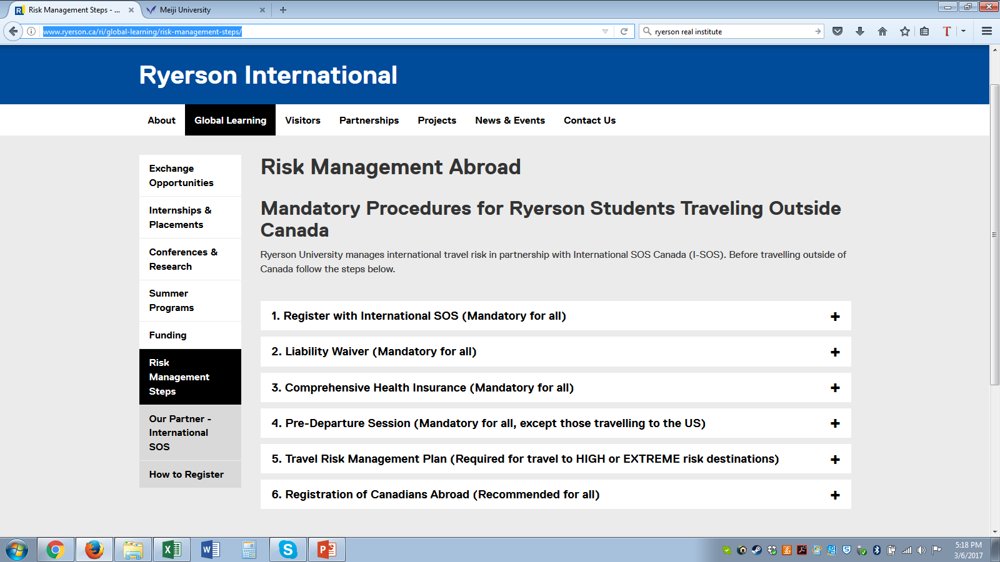 Risk Management Steps - ...
Meiji University
www.ryerson.ca/ri/global-learning/risk-management-steps/
ryerson real institute
Ryerson International
About
Global Learning
Visitors
Partnerships
Projects
News & Events
Contact Us
Exchange
Opportunities
Internships &
Placements
Conferences &
Research
Summer
Programs
Funding
Risk
Management
Steps
Our Partner -
International
SOS
How to Register
Risk Management Abroad
Mandatory Procedures for Ryerson Students Traveling Outside
Canada
Ryerson University manages international travel risk in partnership with International SOS Canada (I-SOS). Before travelling outside of
Canada follow the steps below.
1. Register with International SOS (Mandatory for all)
2. Liability Waiver (Mandatory for all)
3. Comprehensive Health Insurance (Mandatory for all)
4. Pre-Departure Session (Mandatory for all, except those travelling to the US)
5. Travel Risk Management Plan (Required for travel to HIGH or EXTREME risk destinations)
6. Registration of Canadians Abroad (Recommended for all)
5:18 PM
3/6/2017